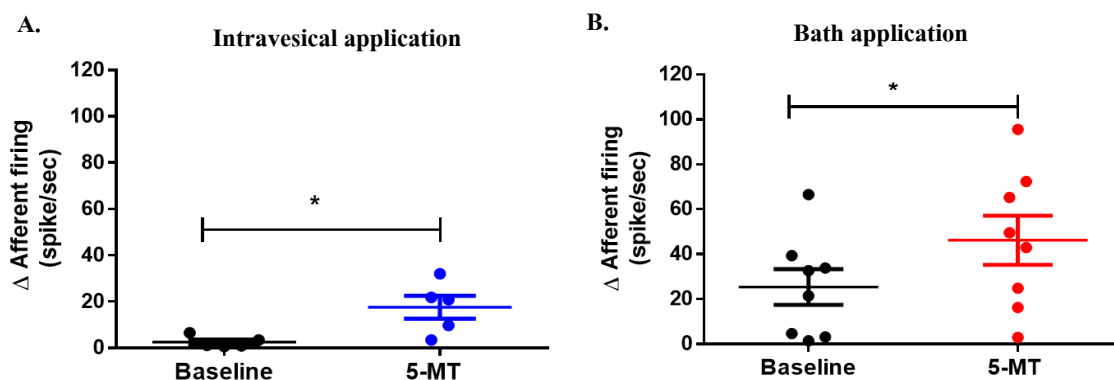 A.
Intravesical application
Δ Afferent firing
(spike/sec)
120
100
80
60
40
20
0
*
Baseline
5-MT
B.
Bath application
Δ Afferent firing
(spike/sec)
120
100
80
60
40
20
0
*
Baseline
5-MT